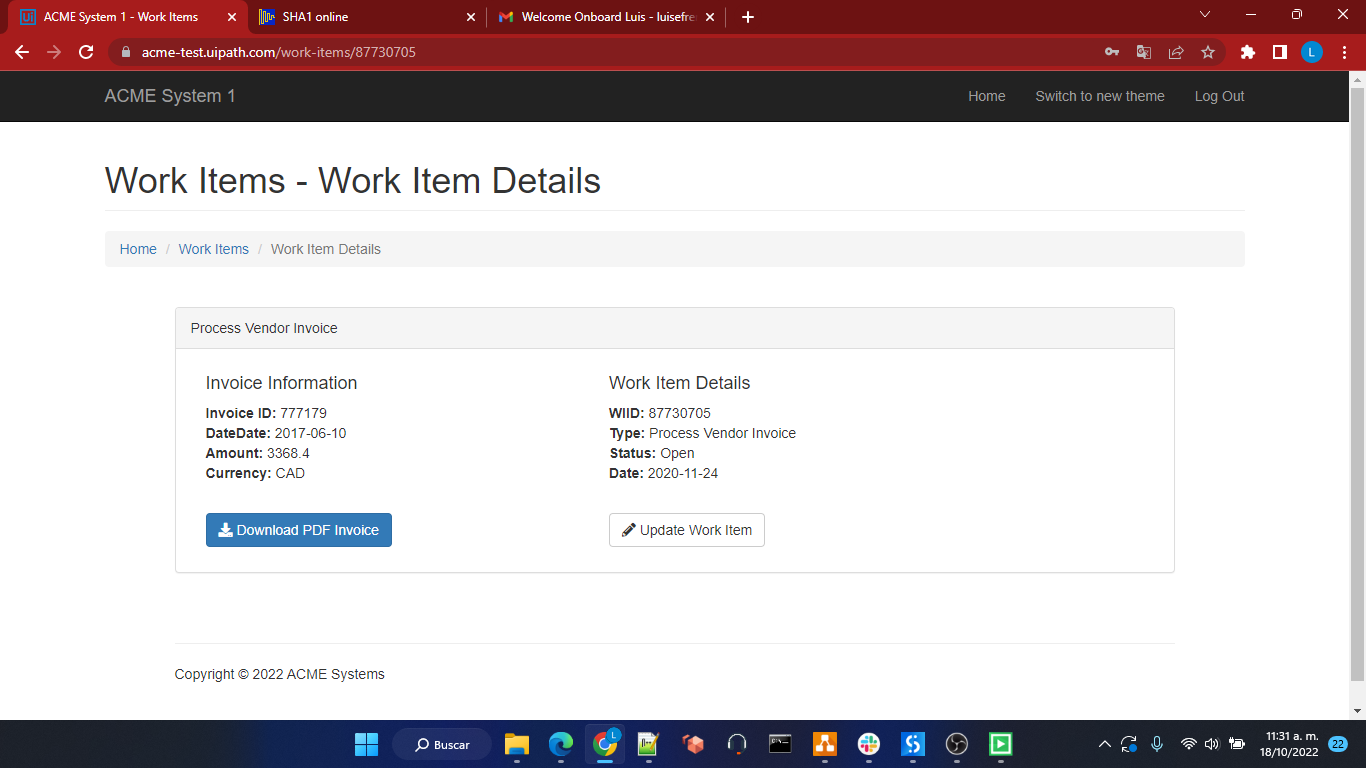 ACME System 1 - Work Items
SHA1 online
Welcome Onboard Luis - luisefre
acme-test.uipath.com/work-items/87730705
L
ACME System 1
Home
Switch to new theme
Log Out
Work Items - Work Item Details
Home / Work Items / Work Item Details
Process Vendor Invoice
Invoice Information
Invoice ID: 777179
DateDate: 2017-06-10
Amount: 3368.4
Currency: CAD
Download PDF Invoice
Work Item Details
WIID: 87730705
Type: Process Vendor Invoice
Status: Open
Date: 2020-11-24
Update Work Item
Copyright © 2022 ACME Systems
Buscar
L
11:31 a. m.
18/10/2022
22